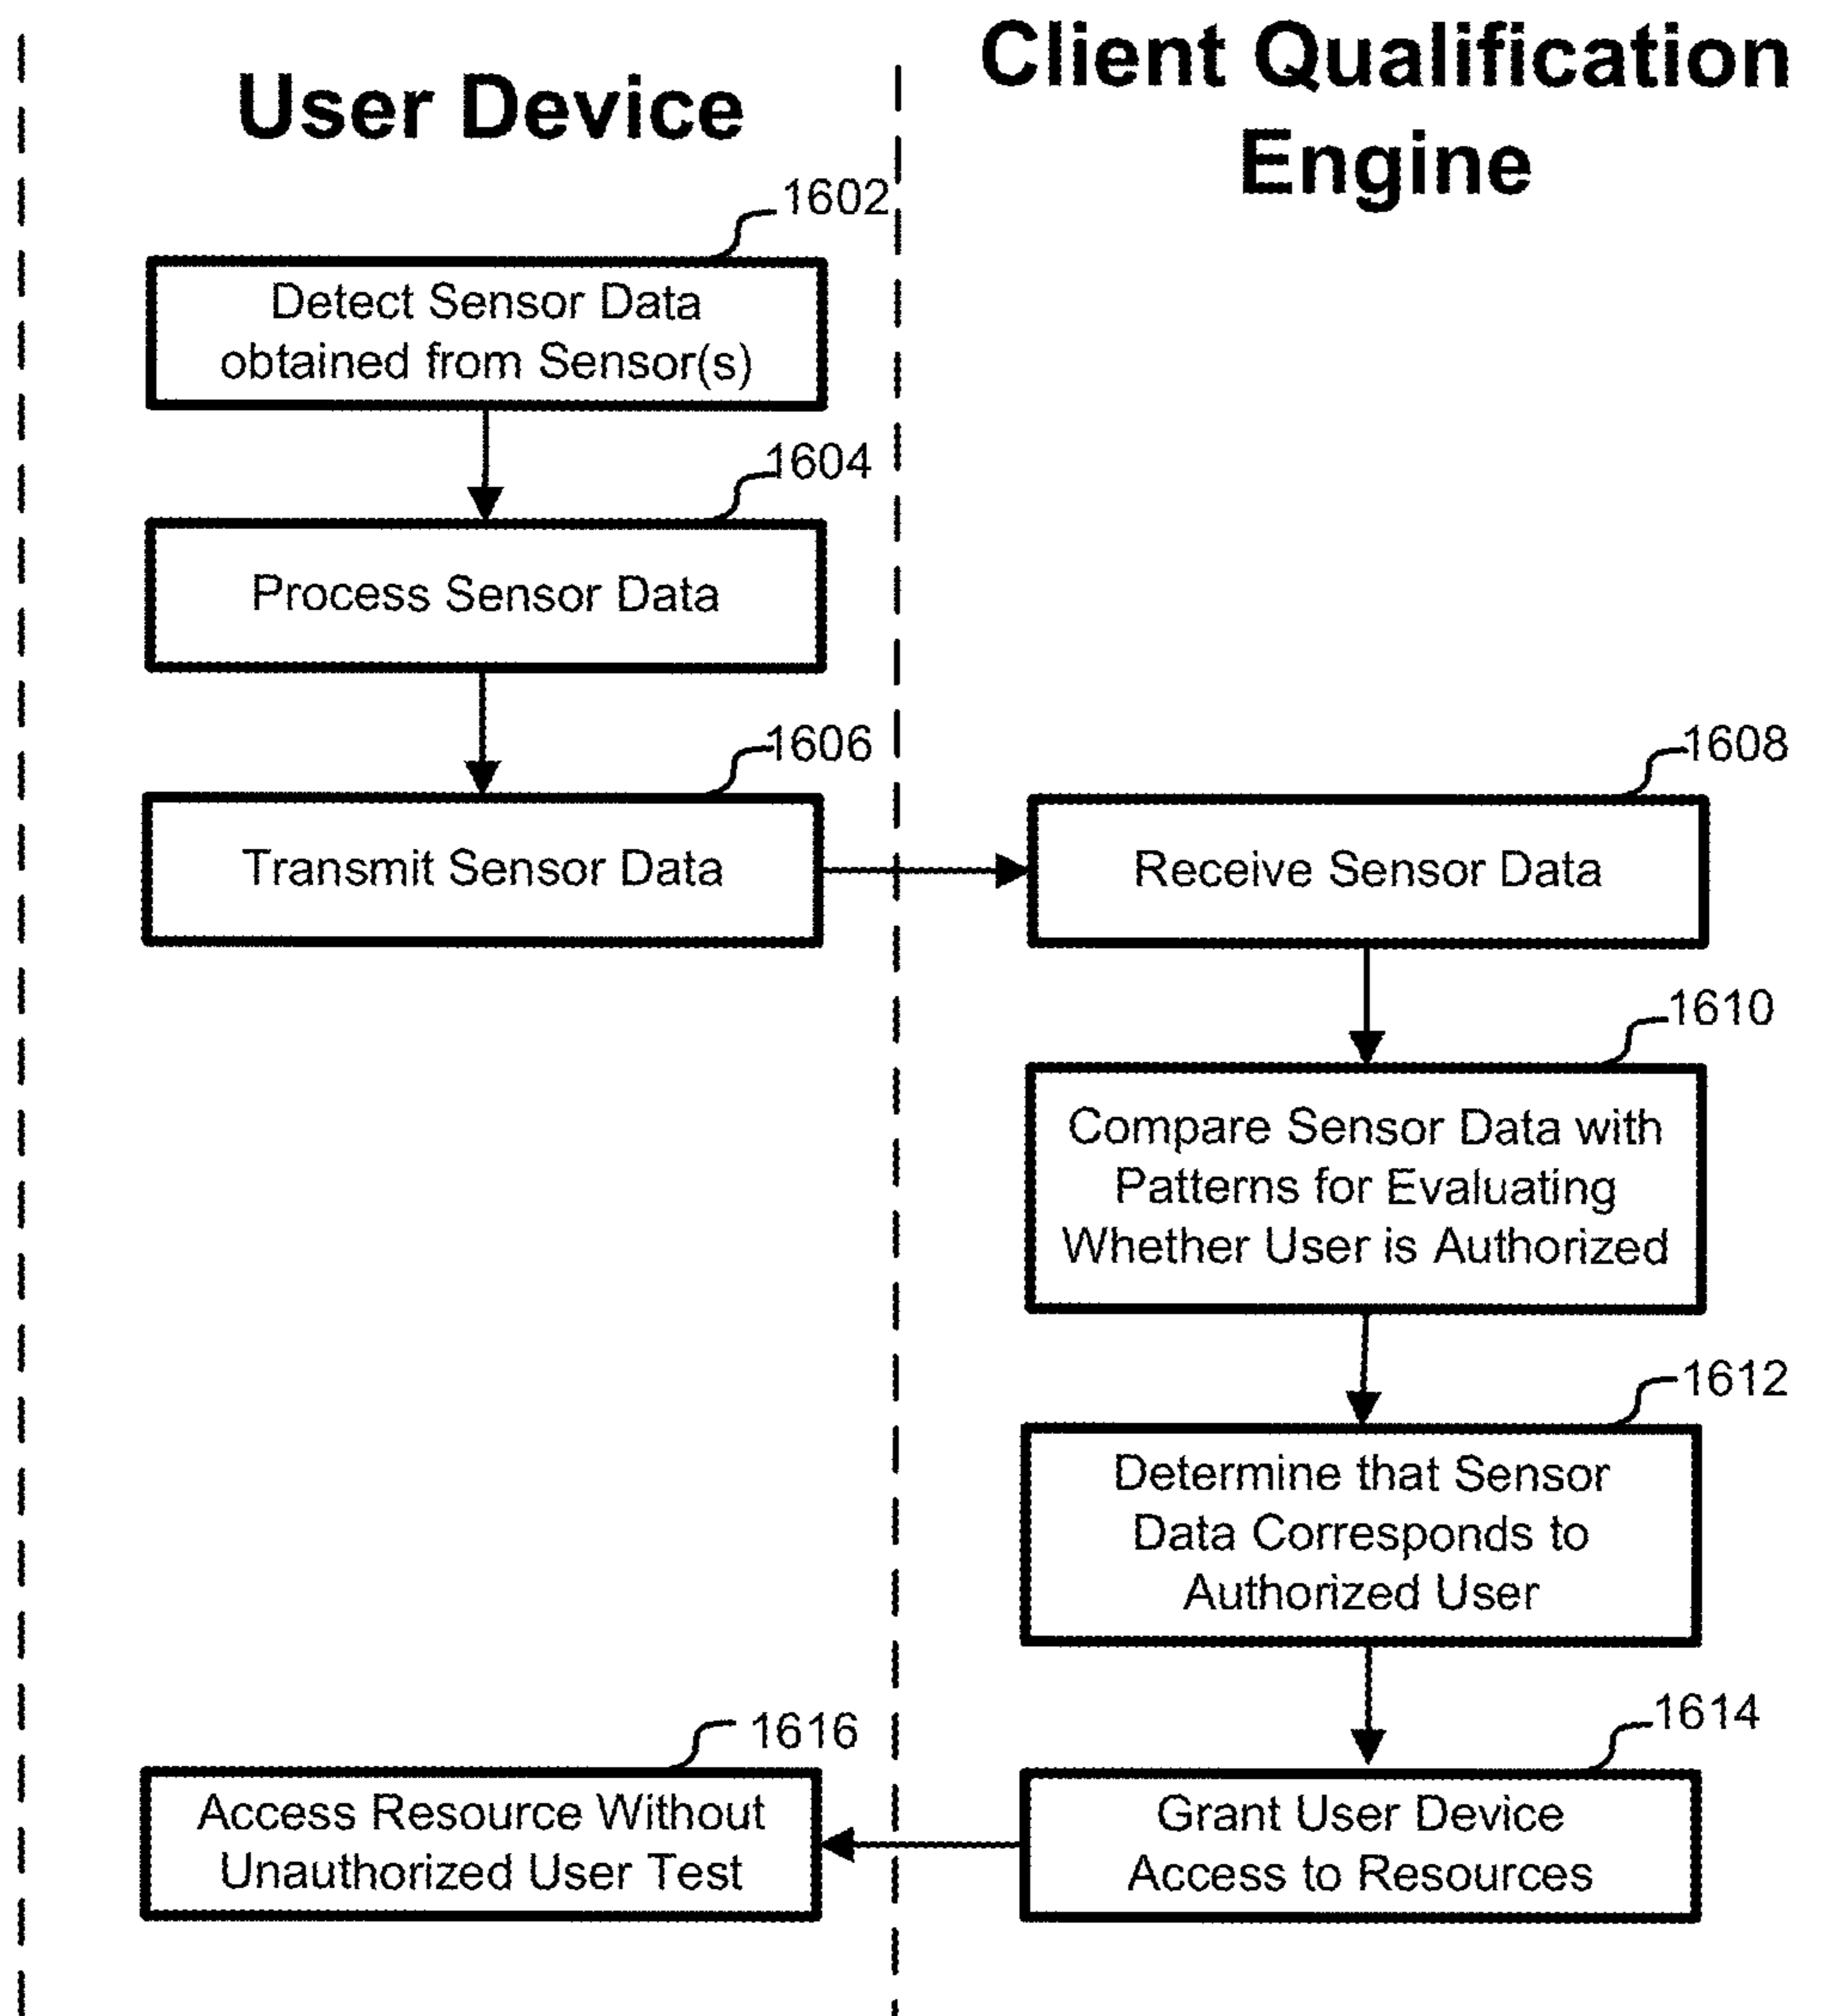 User Device
Client Qualification
Engine
1602
Detect Sensor Data
obtained from Sensor(s)
1604
Process Sensor Data
1606
Transmit Sensor Data
1608
Receive Sensor Data
1610
Compare Sensor Data with
Patterns for Evaluating
Whether User is Authorized
1612
Determine that Sensor
Data Corresponds to
Authorized User
1614
Grant User Device
Access to Resources
1616
Access Resource Without
Unauthorized User Test